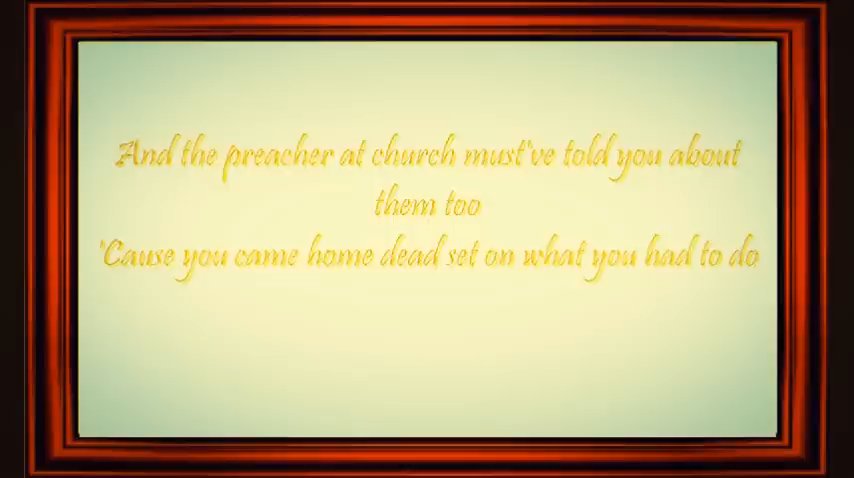 And the preacher at church must've told you about
them too
'Cause you came home dead set on what you had to do